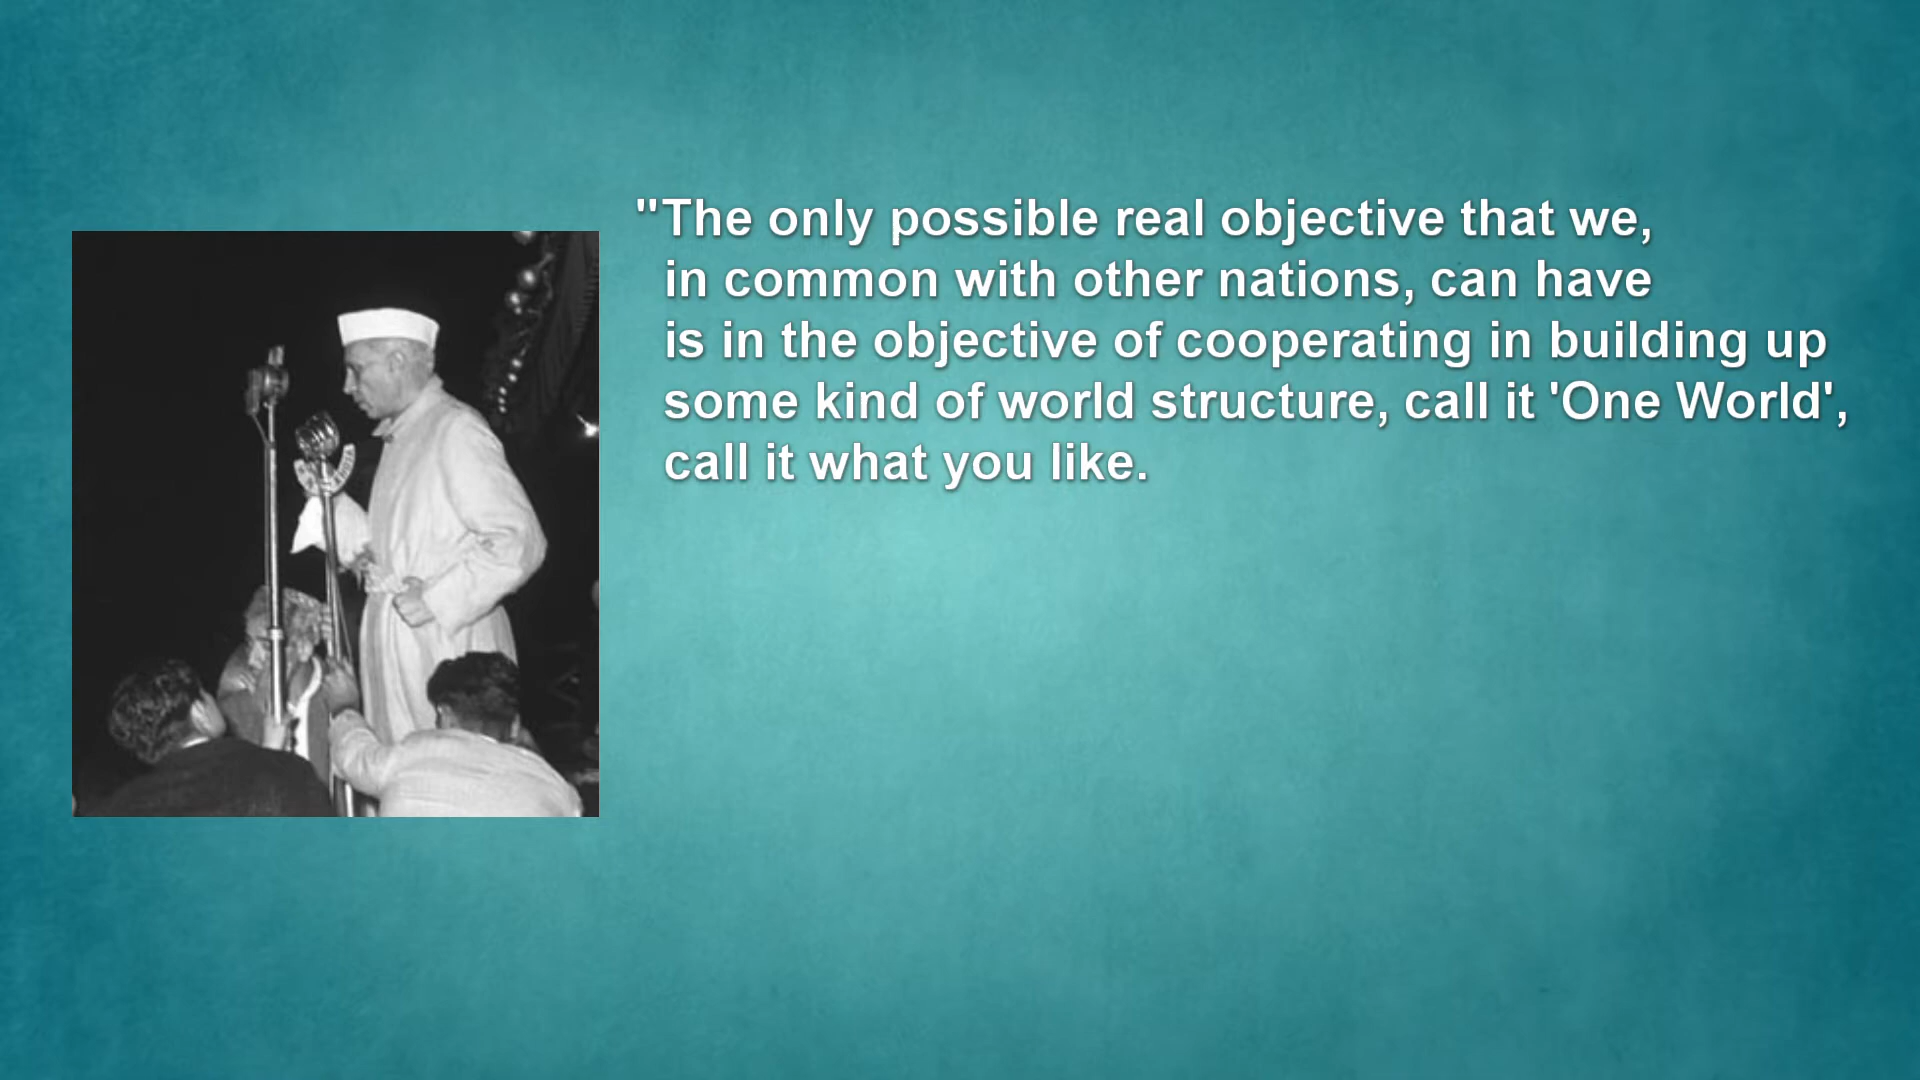 "The only possible real objective that we,
in common with other nations, can have
is in the objective of cooperating in building up
some kind of world structure, call it 'One World',
call it what you like.